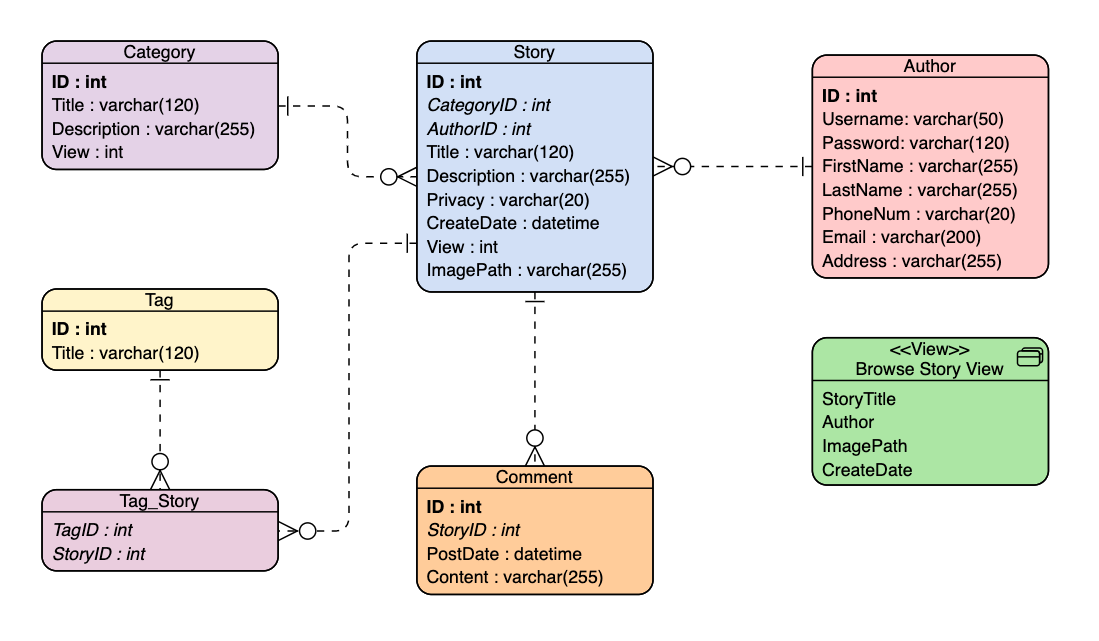 Category
ID : int
Title : varchar(120)
Description : varchar(255)
View : int
Story
ID : int
CategoryID : int
AuthorID : int
Title : varchar(120)
Description : varchar(255)
Privacy : varchar(20)
CreateDate : datetime
View : int
ImagePath : varchar(255)
Author
ID : int
Username: varchar(50)
Password: varchar(120)
FirstName : varchar(255)
LastName : varchar(255)
PhoneNum : varchar(20)
Email : varchar(200)
Address : varchar(255)
Tag
ID : int
Title : varchar(120)
<<View>>
Browse Story View
StoryTitle
Author
ImagePath
CreateDate
Tag_Story
TagID : int
StoryID : int
Comment
ID : int
StoryID : int
PostDate : datetime
Content : varchar(255)